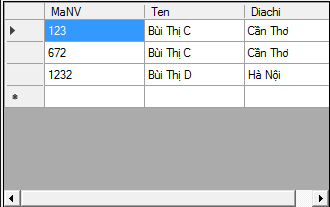 MaNV Ten Diachi
123 Bùi Thị C Cần Thơ
672 Bùi Thị C Cần Thơ
1232 Bùi Thị D Hà Nội